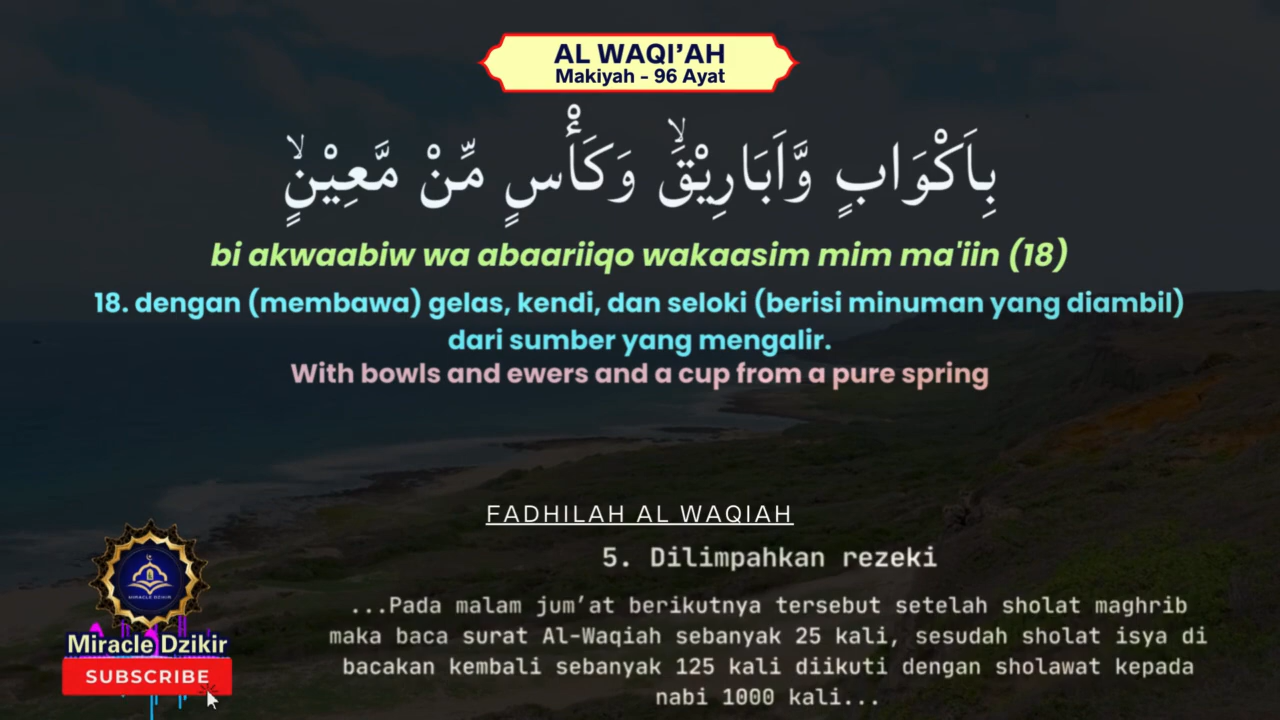 AL WAQI’AH
Makiyah - 96 Ayat
بِاَكْوَابٍ وَّاَبَارِيْقَۙ وَكَأْسٍ مِّنْ مَّعِيْنٍۙ
bi akwaabiw wa abaariiqo wakaasim mim ma'iin (18)
18. dengan (membawa) gelas, kendi, dan seloki (berisi minuman yang diambil)
dari sumber yang mengalir.
With bowls and ewers and a cup from a pure spring
FADHILAH AL WAQIAH
5. Dilimpahkan rezeki
...Pada malam jum’at berikutnya tersebut setelah sholat maghrib
maka baca surat Al-Waqiah sebanyak 25 kali, sesudah sholat isya di
bacakan kembali sebanyak 125 kali diikuti dengan sholawat kepada
nabi 1000 kali...
MIRACLE DZIKIR
Miracle Dzikir
SUBSCRIBE